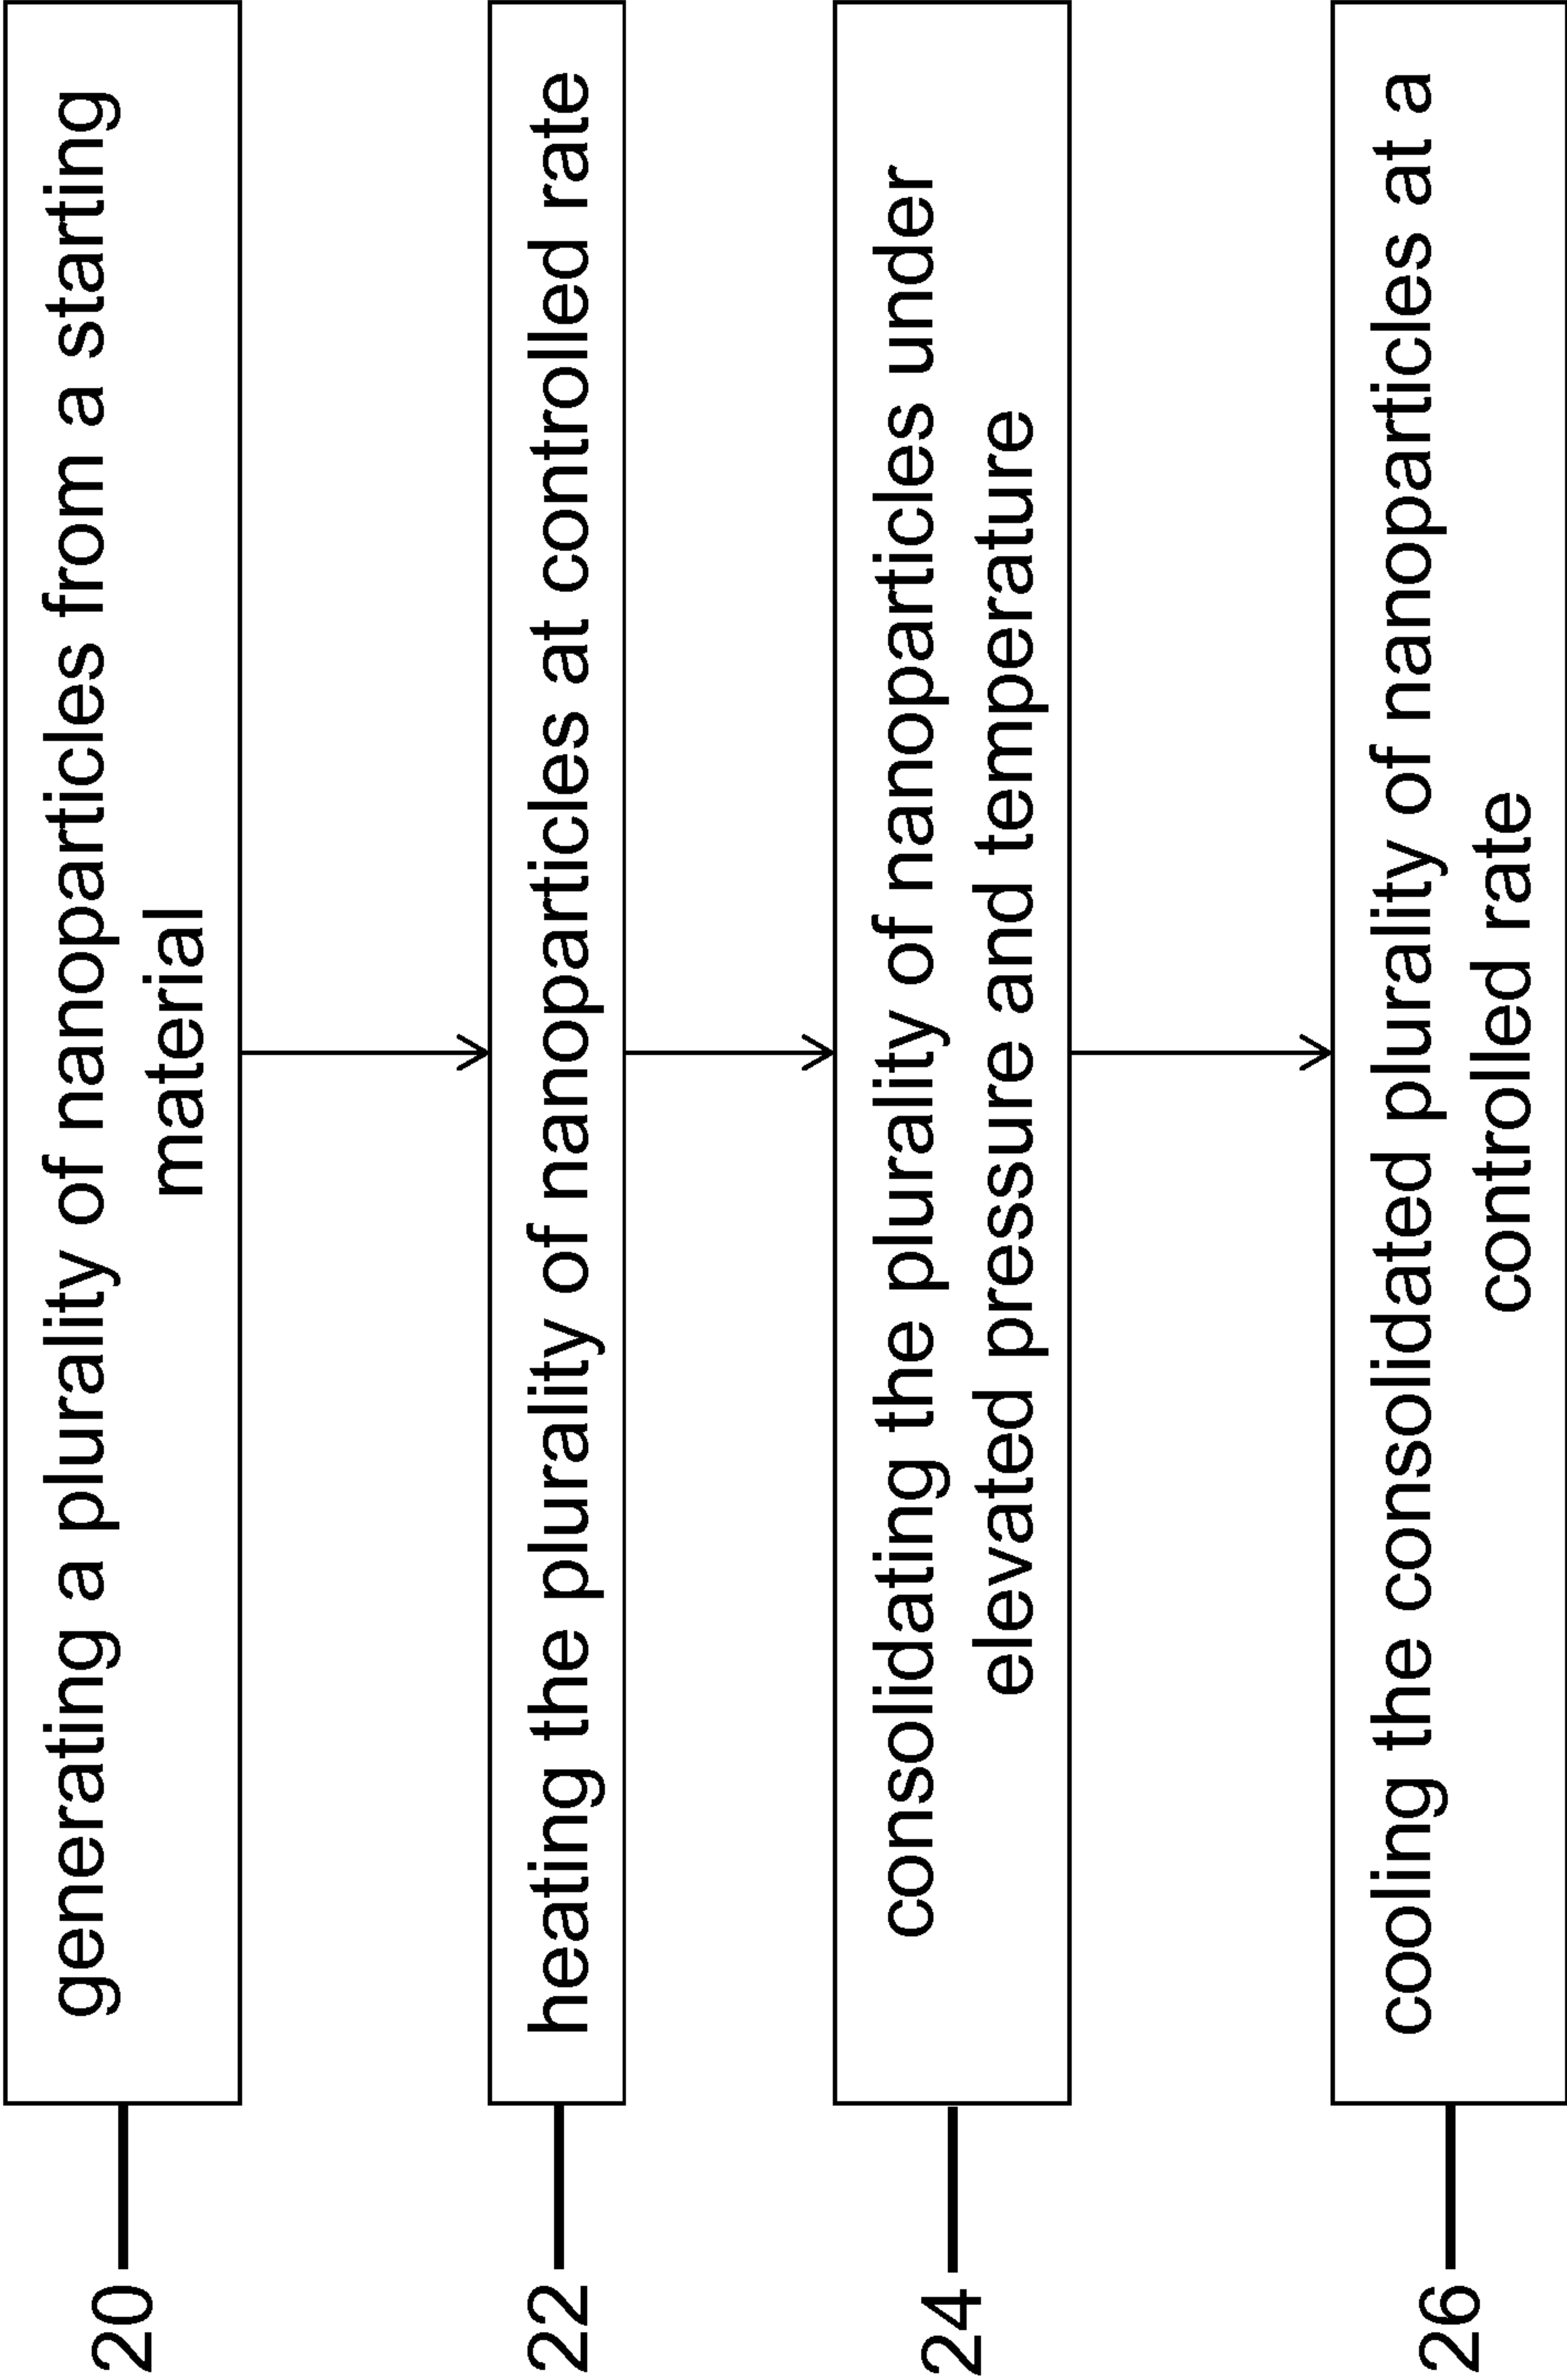 20
generating a plurality of nanoparticles from a starting
material
22
heating the plurality of nanoparticles at controlled rate
24
consolidating the plurality of nanoparticles under
elevated pressure and temperature
26
cooling the consolidated plurality of nanoparticles at a
controlled rate